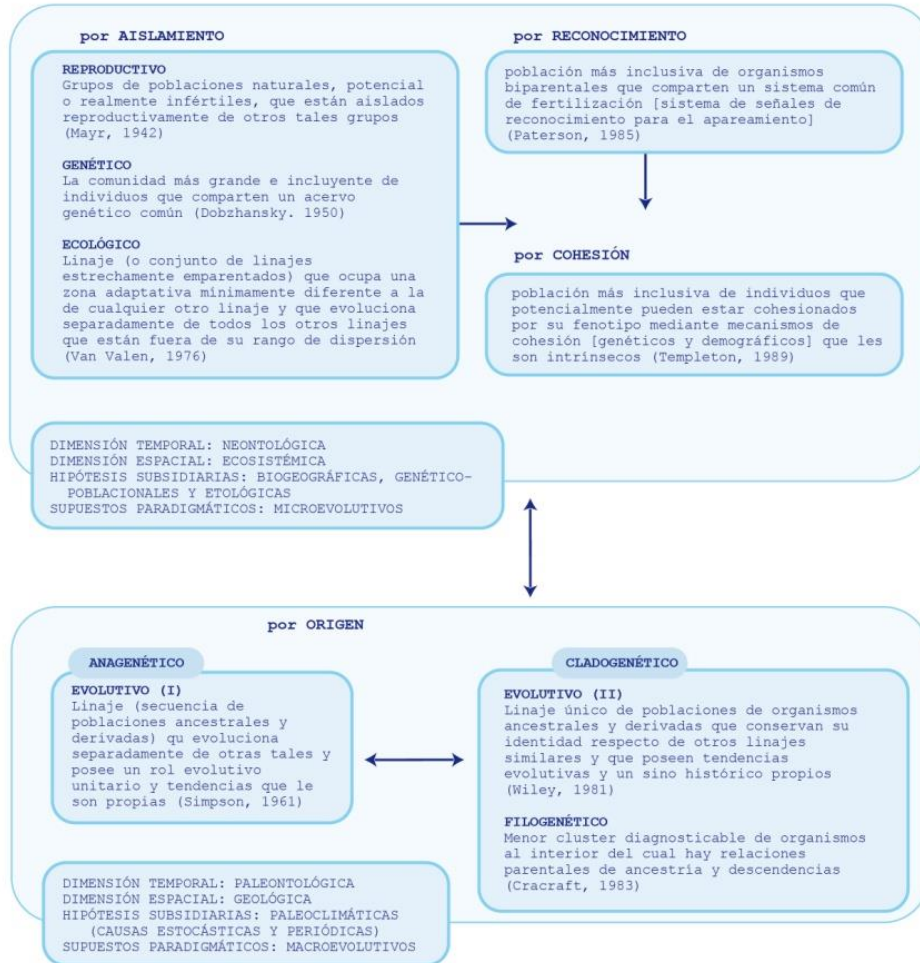 por AISLAMIENTO
REPRODUCTIVO
Grupos de poblaciones naturales, potencial
o realmente infértiles, que están aislados
reproductivamente de otros tales grupos
(Mayr, 1942)
GENÉTICO
La comunidad más grande e incluyente de
individuos que comparten un acervo
genético común (Dobzhansky. 1950)
ECOLÓGICO
Linaje (o conjunto de linajes
estrechamente emparentados) que ocupa una
zona adaptativa mínimamente diferente a la
de cualquier otro linaje y que evoluciona
separadamente de todos los otros linajes
que están fuera de su rango de dispersión
(Van Valen, 1976)
por RECONOCIMIENTO
población más inclusiva de organismos
biparentales que comparten un sistema común
de fertilización [sistema de señales de
reconocimiento para el apareamiento]
(Paterson, 1985)
por COHESIÓN
población más inclusiva de individuos que
potencialmente pueden estar cohesionados
por su fenotipo mediante mecanismos de
cohesión [genéticos y demográficos] que les
son intrínsecos (Templeton, 1989)
DIMENSIÓN TEMPORAL: NEONTOLÓGICA
DIMENSIÓN ESPACIAL: ECOSISTÉMICA
HIPÓTESIS SUBSIDIARIAS: BIOGEOGRÁFICAS, GENÉTICO-
POBLACIONALES Y ETOLÓGICAS
SUPUESTOS PARADIGMÁTICOS: MICROEVOLUTIVOS
por ORIGEN
ANAGENÉTICO
EVOLUTIVO (I)
Linaje (secuencia de
poblaciones ancestrales y
derivadas) qu evoluciona
separadamente de otras tales y
posee un rol evolutivo
unitario y tendencias que le
son propias (Simpson, 1961)
CLADOGENÉTICO
EVOLUTIVO (II)
Linaje único de poblaciones de organismos
ancestrales y derivadas que conservan su
identidad respecto de otros linajes
similares y que poseen tendencias
evolutivas y un sino histórico propios
(Wiley, 1981)
FILOGENÉTICO
Menor cluster diagnosticable de organismos
al interior del cual hay relaciones
parentales de ancestría y descendencias
(Cracraft, 1983)
DIMENSIÓN TEMPORAL: PALEONTOLÓGICA
DIMENSIÓN ESPACIAL: GEOLÓGICA
HIPÓTESIS SUBSIDIARIAS: PALEOCLIMÁTICAS
(CAUSAS ESTOCÁSTICAS Y PERIÓDICAS)
SUPUESTOS PARADIGMÁTICOS: MACROEVOLUTIVOS